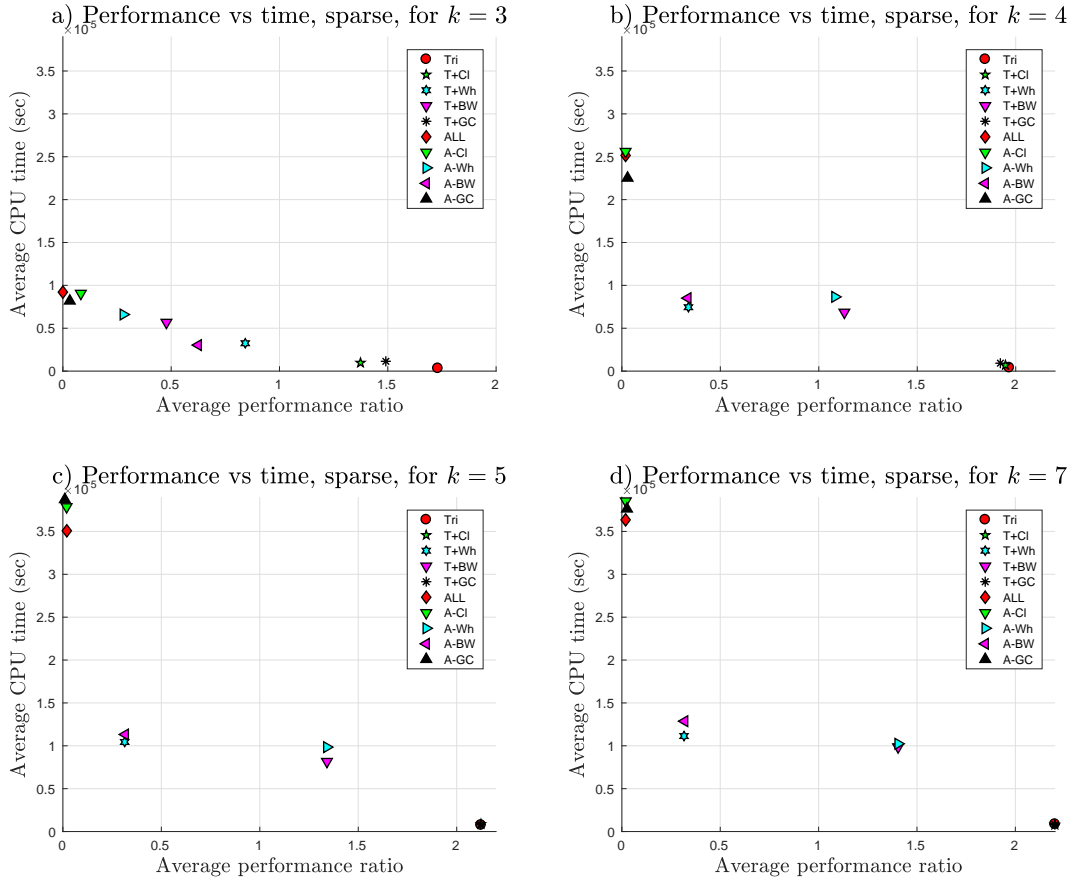 a) Performance vs time, sparse, for k = 3
×10^5
3.5
3
2.5
2
1.5
1
0.5
0
0 0.5 1 1.5 2
Average CPU time (sec)
Average performance ratio
Tri
T+Cl
T+Wh
T+BW
T+GC
ALL
A-Cl
A-Wh
A-BW
A-GC
b) Performance vs time, sparse, for k = 4
×10^5
3.5
3
2.5
2
1.5
1
0.5
0
0 0.5 1 1.5 2
Average CPU time (sec)
Average performance ratio
Tri
T+Cl
T+Wh
T+BW
T+GC
ALL
A-Cl
A-Wh
A-BW
A-GC
c) Performance vs time, sparse, for k = 5
×10^5
3.5
3
2.5
2
1.5
1
0.5
0
0 0.5 1 1.5 2
Average CPU time (sec)
Average performance ratio
Tri
T+Cl
T+Wh
T+BW
T+GC
ALL
A-Cl
A-Wh
A-BW
A-GC
d) Performance vs time, sparse, for k = 7
×10^5
3.5
3
2.5
2
1.5
1
0.5
0
0 0.5 1 1.5 2
Average CPU time (sec)
Average performance ratio
Tri
T+Cl
T+Wh
T+BW
T+GC
ALL
A-Cl
A-Wh
A-BW
A-GC